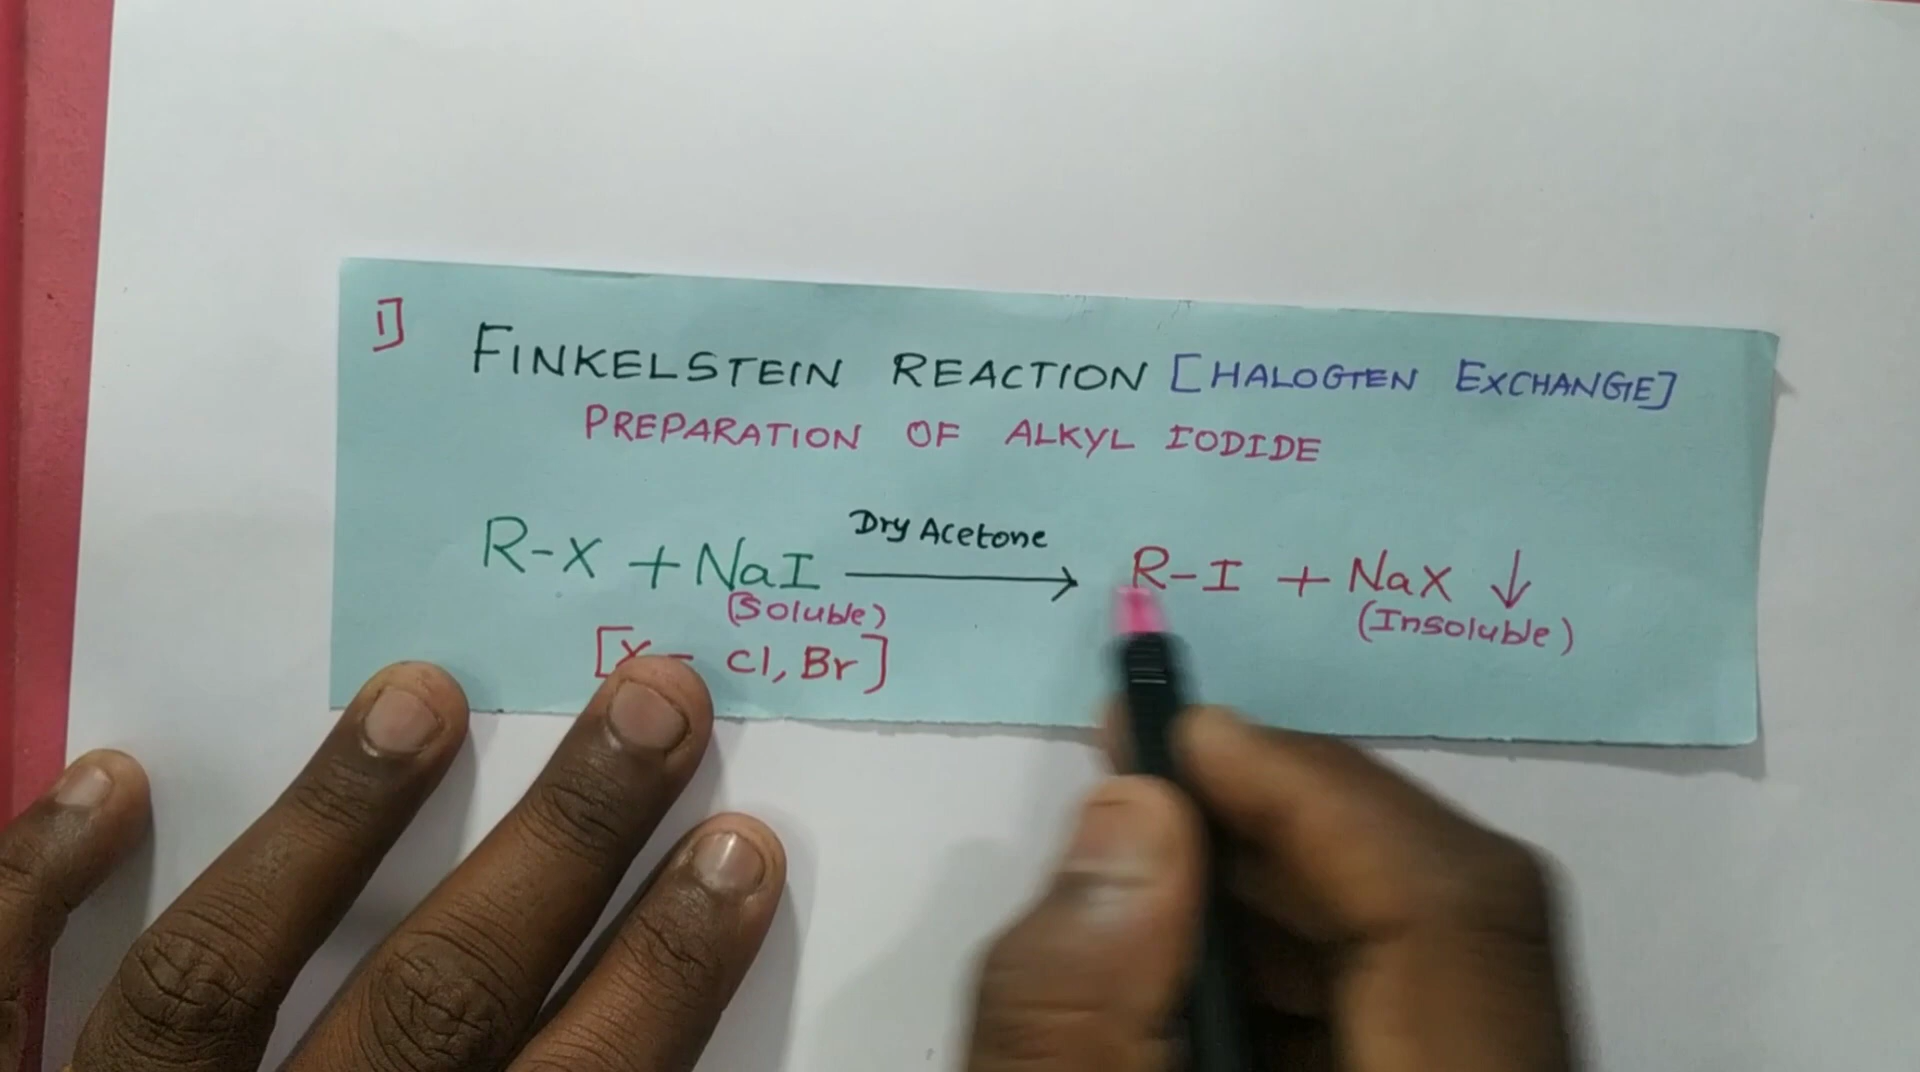 1]
FINKELSTEIN REACTION [HALOGEN EXCHANGE]
PREPARATION OF ALKYL IODIDE
Dry Acetone
R-X + NaI ⟶ R-I + NaX ↓
(Soluble) (Insoluble)
[X = Cl, Br]